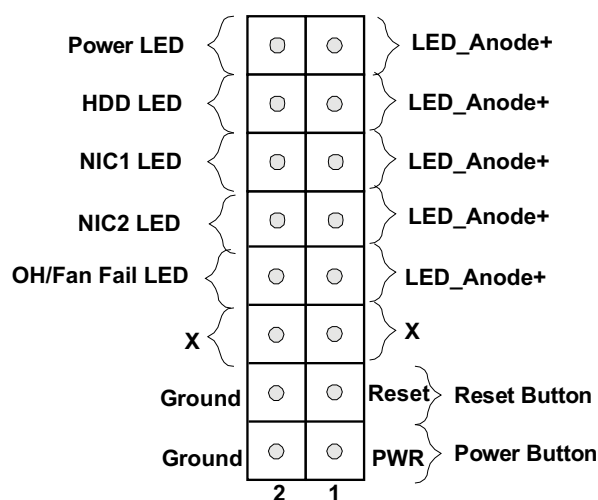 Power LED LED_Anode+
HDD LED LED_Anode+
NIC1 LED LED_Anode+
NIC2 LED LED_Anode+
OH/Fan Fail LED LED_Anode+
X X
Ground Reset Reset Button
Ground PWR Power Button
2 1